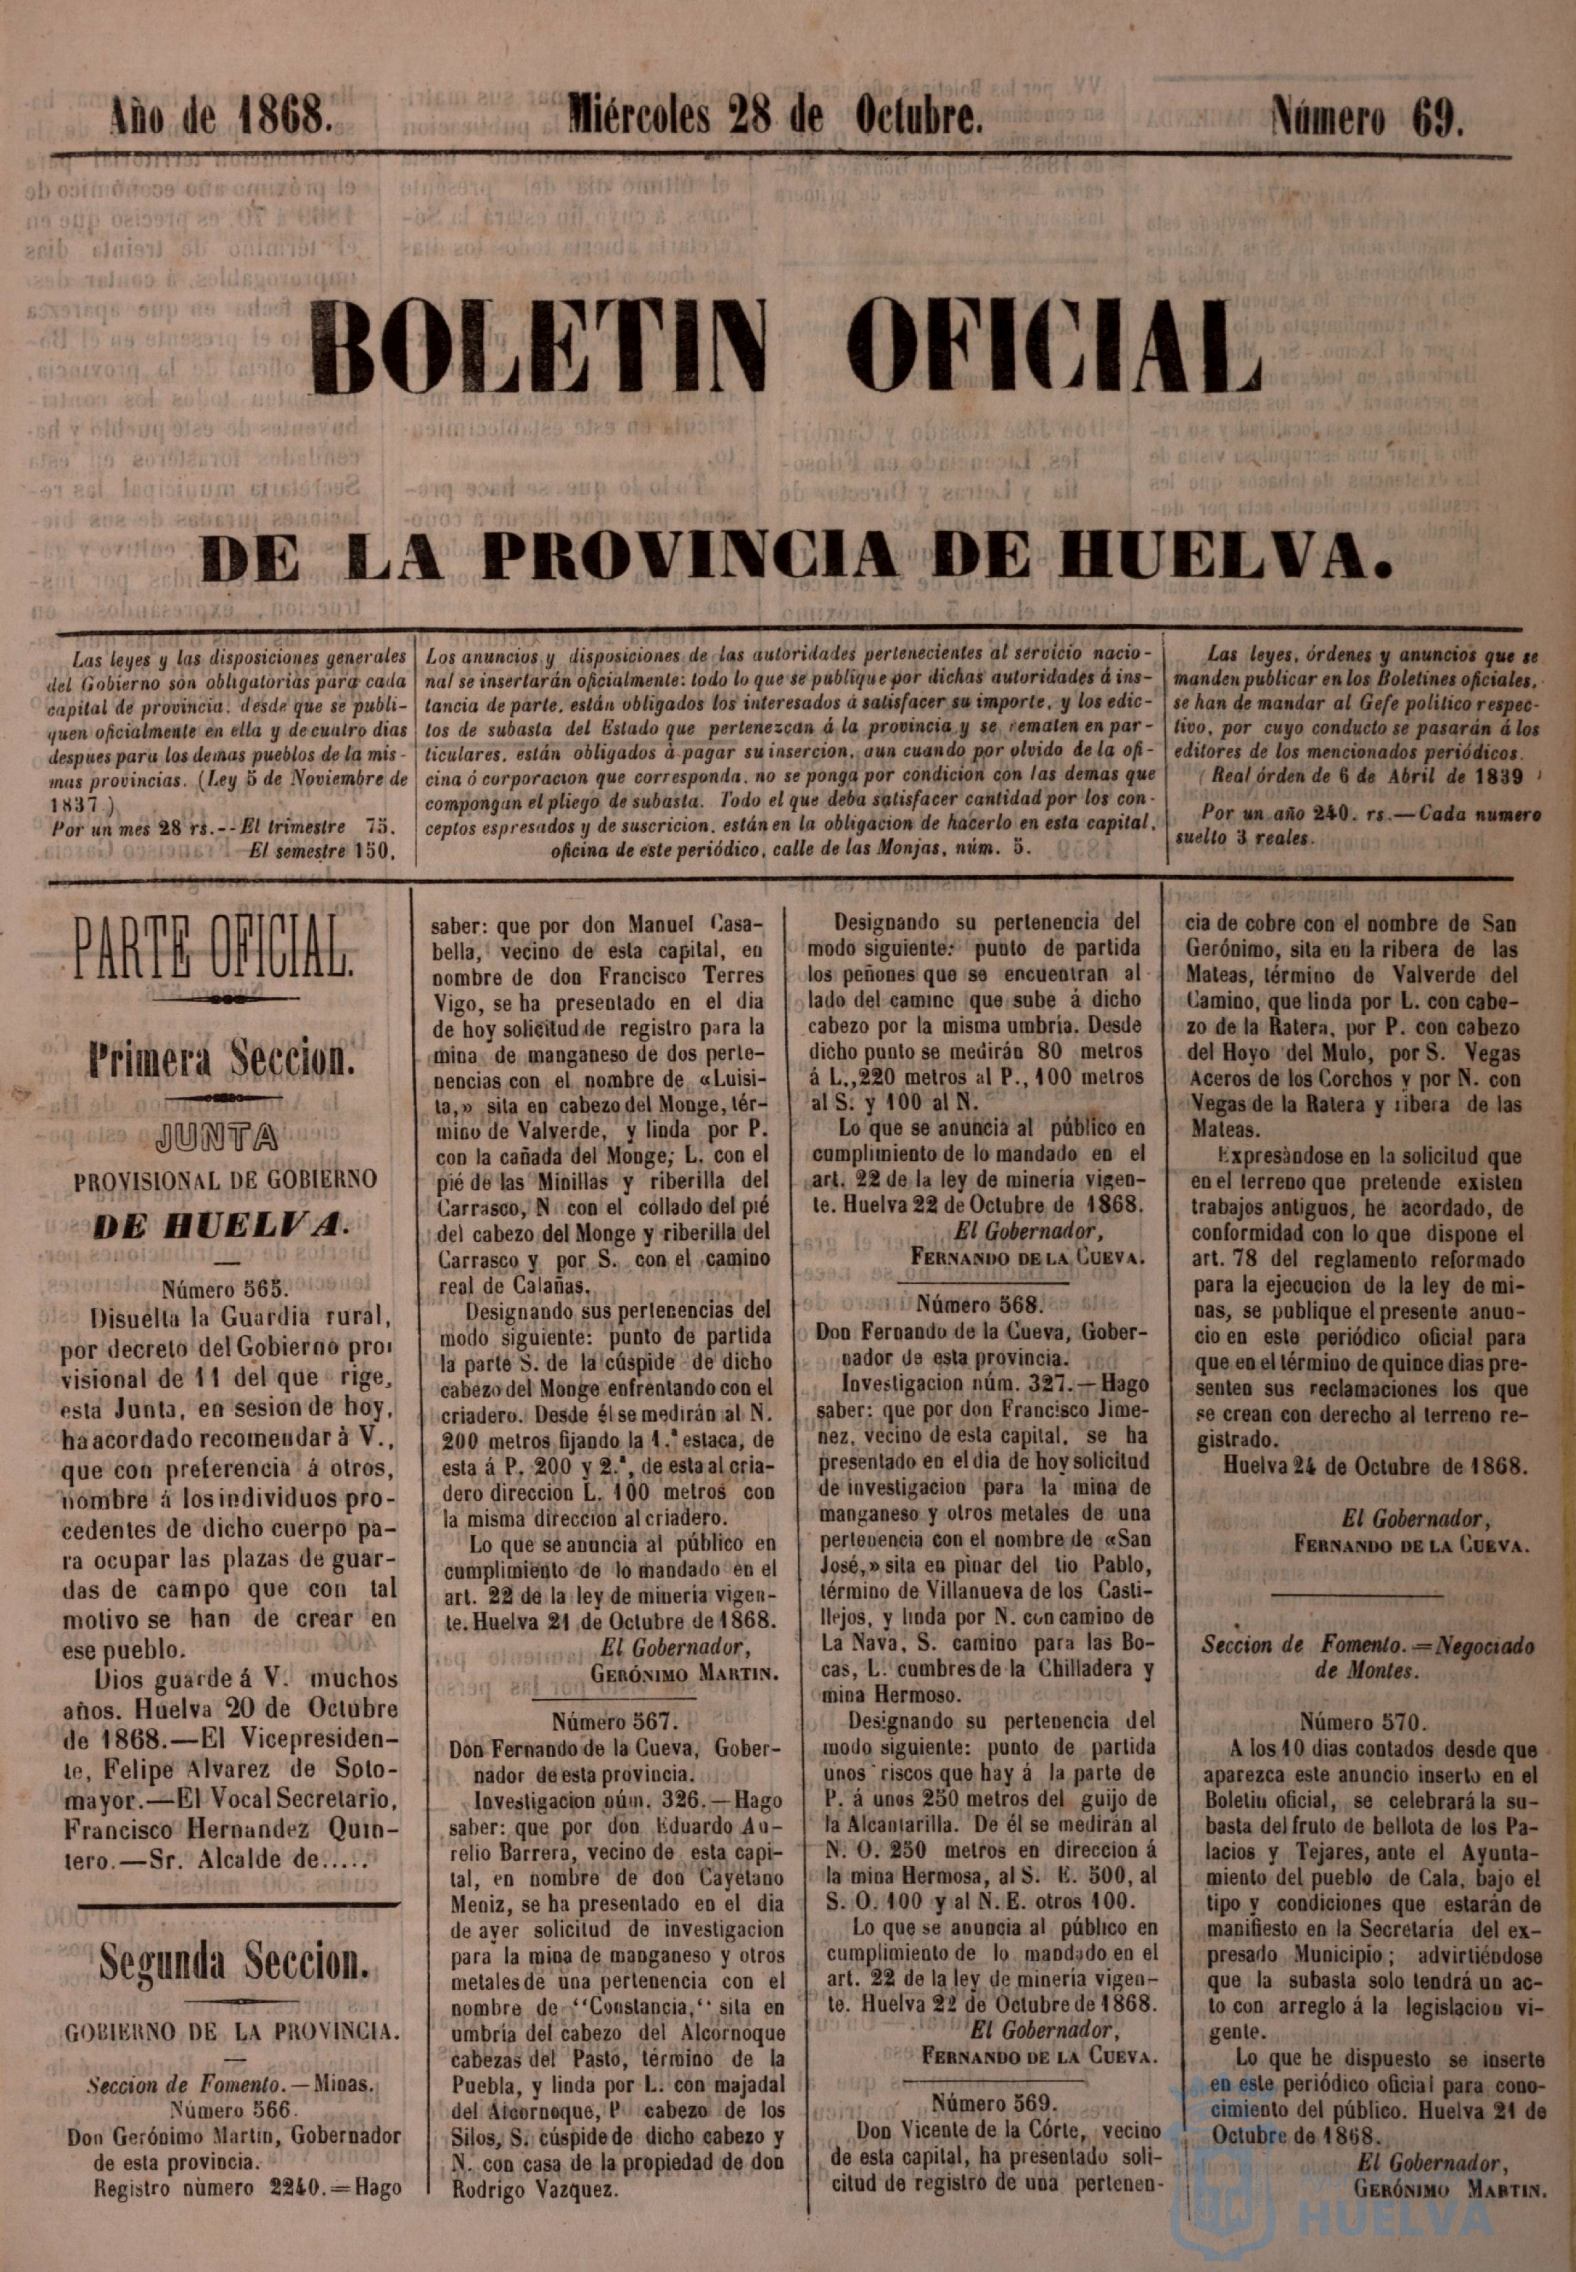 Año de 1868.
Miércoles 28 de Octubre.
Número 69.
BOLETIN OFICIAL
DE LA PROVINCIA DE HUELVA.
Las leyes y las disposiciones generales
del Gobierno son obligatorias para cada
capital de provincia, desde que se publi-
quen oficialmente en ella y de cuatro dias
despues para los demas pueblos de la mis-
mas provincias. (Ley 5 de Noviembre de
1837.)
Por un mes 28 rs.--El trimestre 75.
El semestre 150.
Los anuncios y disposiciones de las autoridades pertenecientes al servicio nacio-
nal se insertarán oficialmente: todo lo que se publique por dichas autoridades á ins-
tancia de parte, están obligados los interesados á satisfacer su importe, y los edic-
tos de subasta del Estado que pertenezcan á la provincia y se rematen en par-
ticulares, están obligados á pagar su insercion, aun cuando por olvido de la ofi-
cina ó corporacion que corresponda, no se ponga por condicion con las demas que
compongan el pliego de subasta. Todo el que deba satisfacer cantidad por los con-
ceptos espresados y de suscricion, están en la obligacion de hacerlo en esta capital,
oficina de este periódico, calle de las Monjas, núm. 5.
Las leyes, órdenes y anuncios que se
manden publicar en los Boletines oficiales,
se han de mandar al Gefe politico respec-
tivo, por cuyo conducto se pasarán á los
editores de los mencionados periódicos.
(Real órden de 6 de Abril de 1839)
Por un año 240. rs.—Cada numero
suelto 3 reales.
PARTE OFICIAL.
Primera Seccion.
JUNTA
PROVISIONAL DE GOBIERNO
DE HUELVA.
Número 565.
Disuelta la Guardia rural,
por decreto del Gobierno pro-
visional de 11 del que rige,
esta Junta, en sesion de hoy,
ha acordado recomendar á V.,
que con preferencia á otros,
nombre á los individuos pro-
cedentes de dicho cuerpo pa-
ra ocupar las plazas de guar-
das de campo que con tal
motivo se han de crear en
ese pueblo.
Dios guarde á V. muchos
años. Huelva 20 de Octubre
de 1868.—El Vicepresiden-
te, Felipe Alvarez de Soto-
mayor.—El Vocal Secretario,
Francisco Hernandez Quin-
tero.—Sr. Alcalde de.....
Segunda Seccion.
GOBIERNO DE LA PROVINCIA.
Seccion de Fomento.—Minas.
Número 566.
Don Gerónimo Martin, Gobernador
de esta provincia.
Registro nùmero 2240.=Hago
saber: que por don Manuel Casa-
bella, vecino de esta capital, en
nombre de don Francisco Terres
Vigo, se ha presentado en el dia
de hoy solicitud de registro para la
mina de manganeso de dos perte-
nencias con el nombre de «Luisi-
ta,» sita en cabezo del Monge, tér-
mino de Valverde, y linda por P.
con la cañada del Monge; L. con el
pié de las Minillas y riberilla del
Carrasco, N con el collado del pié
del cabezo del Monge y riberilla del
Carrasco y por S. con el camino
real de Calañas.
Designando sus pertenencias del
modo siguiente: punto de partida
la parte S. de la cúspide de dicho
cabezo del Monge enfrentando con el
criadero. Desde él se medirán al N.
200 metros fijando la 1.ª estaca, de
esta á P. 200 y 2.ª, de esta al cria-
dero direccion L. 100 metros con
la misma direccion al criadero.
Lo que se anuncia al público en
cumplimiento de lo mandado en el
art. 22 de la ley de minería vigen-
te. Huelva 21 de Octubre de 1868.
El Gobernador,
GERÓNIMO MARTIN.
Número 567.
Don Fernando de la Cueva, Gober-
nador de esta provincia.
Investigacion núm. 326.—Hago
saber: que por don Eduardo Au-
relio Barrera, vecino de esta capi-
tal, en nombre de don Cayetano
Meniz, se ha presentado en el dia
de ayer solicitud de investigacion
para la mina de manganeso y otros
metales de una pertenencia con el
nombre de ‘‘Constancia,‘‘ sita en
umbría del cabezo del Alcornoque
cabezas del Pasto, término de la
Puebla, y linda por L. con majadal
del Alcornoque, P cabezo de los
Silos, S. cúspide de dicho cabezo y
N. con casa de la propiedad de don
Rodrigo Vazquez.
Designando su pertenencia del
modo siguiente: punto de partida
los peñones que se encuentran al
lado del camino que sube á dicho
cabezo por la misma umbría. Desde
dicho punto se medirán 80 metros
á L., 220 metros al P., 100 metros
al S. y 100 al N.
Lo que se anuncia al público en
cumplimiento de lo mandado en el
art. 22 de la ley de minería vigen-
te. Huelva 22 de Octubre de 1868.
El Gobernador,
FERNANDO DE LA CUEVA.
Número 568.
Don Fernando de la Cueva, Gober-
nador de esta provincia.
Investigacion núm. 327.—Hago
saber: que por don Francisco Jime-
nez, vecino de esta capital, se ha
presentado en el dia de hoy solicitud
de investigacion para la mina de
manganeso y otros metales de una
pertenencia con el nombre de «San
José,» sita en pinar del tio Pablo,
término de Villanueva de los Casti-
llejos, y linda por N. con camino de
La Nava, S. camino para las Bo-
cas, L. cumbres de la Chilladera y
mina Hermoso.
Designando su pertenencia del
modo siguiente: punto de partida
unos riscos que hay á la parte de
P. á unos 250 metros del guijo de
la Alcantarilla. De él se medirán al
N. O. 250 metros en direccion á
la mina Hermosa, al S. E. 500, al
S. O. 100 y al N. E. otros 100.
Lo que se anuncia al público en
cumplimiento de lo mandado en el
art. 22 de la ley de minería vigen-
te. Huelva 22 de Octubre de 1868.
El Gobernador,
FERNANDO DE LA CUEVA.
Número 569.
Don Vicente de la Córte, vecino
de esta capital, ha presentado soli-
citud de registro de una pertenen-
cia de cobre con el nombre de San
Gerónimo, sita en la ribera de las
Mateas, término de Valverde del
Camino, que linda por L. con cabe-
zo de la Ratera, por P. con cabezo
del Hoyo del Mulo, por S. Vegas
Aceros de los Corchos y por N. con
Vegas de la Ratera y ribera de las
Mateas.
Expresàndose en la solicitud que
en el terreno que pretende existen
trabajos antiguos, he acordado, de
conformidad con lo que dispone el
art. 78 del reglamento reformado
para la ejecucion de la ley de mi-
nas, se publique el presente anun-
cio en este periódico oficial para
que en el término de quince dias pre-
senten sus reclamaciones los que
se crean con derecho al terreno re-
gistrado.
Huelva 24 de Octubre de 1868.
El Gobernador,
FERNANDO DE LA CUEVA.
Seccion de Fomento.=Negociado
de Montes.
Número 570.
A los 10 dias contados desde que
aparezca este anuncio inserto en el
Boletin oficial, se celebrará la su-
basta del fruto de bellota de los Pa-
lacios y Tejares, ante el Ayunta-
miento del pueblo de Cala, bajo el
tipo y condiciones que estarán de
manifiesto en la Secretaría del ex-
presado Municipio; advirtiéndose
que la subasta solo tendrá un ac-
to con arreglo á la legislacion vi-
gente.
Lo que he dispuesto se inserte
en este periódico oficial para cono-
cimiento del público. Huelva 21 de
Octubre de 1868.
El Gobernador,
GERÓNIMO MARTIN.
HUELVA